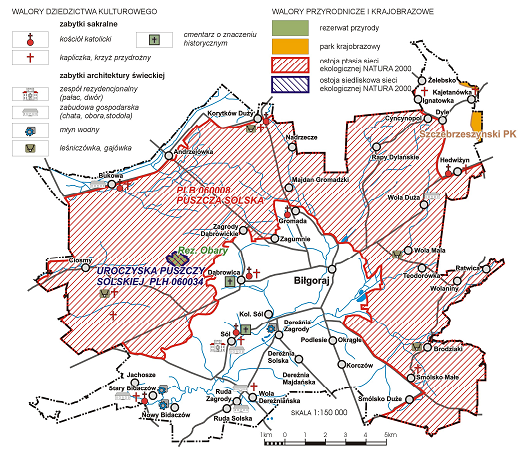 WALORY DZIEDZICTWA KULTUROWEGO
zabytki sakralne
kościół katolicki
kapliczka, krzyż przydrożny
cmentarz o znaczeniu
historycznym
zabytki architektury świeckiej
zespół rezydencjonalny
(pałac, dwór)
zabudowa gospodarska
(chata, obora,stodoła)
młyn wodny
leśniczówka, gajówka
WALORY PRZYRODNICZE I KRAJOBRAZOWE
rezerwat przyrody
park krajobrazowy
ostoja ptasia sieci
ekologicznej NATURA 2000
ostoja siedliskowa sieci
ekologicznej NATURA 2000
Żelebsko
Kajetanówka
Ignatowka
Cyncynopol
Dyle
Szczebrzeszyński PK
Korytków Duży
Nadrzecze
Andrzejówka
Rapy Dylańskie
Hedwiżyn
Bukowa
Majdan Gromadzki
PLB 060008
PUSZCZA SOLSKA
Wola Duża
Gromada
Zagrody
Dąbrowickie
Zagumnie
Rez. Obary
Wola Mała
Ciosmy
UROCZYSKA PUSZCZY
SOLSKIEJ PLH 060034
Dąbrowica
Biłgoraj
Teodorówka
Ratwica
Wolaniny
Kol. Sól
Dereźnia
Zagrody
Sól
Podlesie
Okrągłe
Brodziaki
Dereźnia
Solska
Korczów
Dereźnia
Majdańska
Smólsko Małe
Jachosze
Stary Bidaczów
Ruda
Zagrody
Wola
Dereźniańska
Smólsko Duże
Nowy Bidaczów
Ruda Solska
SKALA 1:150 000
1km 0 1 2 3 4 5km